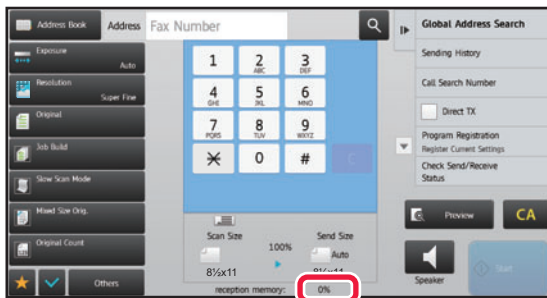 Address Book
Address
Fax Number
Global Address Search
Exposure
Auto
Sending History
Resolution
Super Fine
Call Search Number
Original
Direct TX
Job Build
Program Registration
Register Current Settings
Slow Scan Mode
Check Send/Receive
Status
Mixed Size Orig.
Original Count
Others
1
2
ABC
3
DEF
4
GHI
5
JKL
6
MNO
7
PQRS
8
TUV
9
WXYZ
0
#
C
Scan Size
100%
Send Size
Auto
8½x11
8½x11
reception memory:
0%
Preview
CA
Speaker
Start